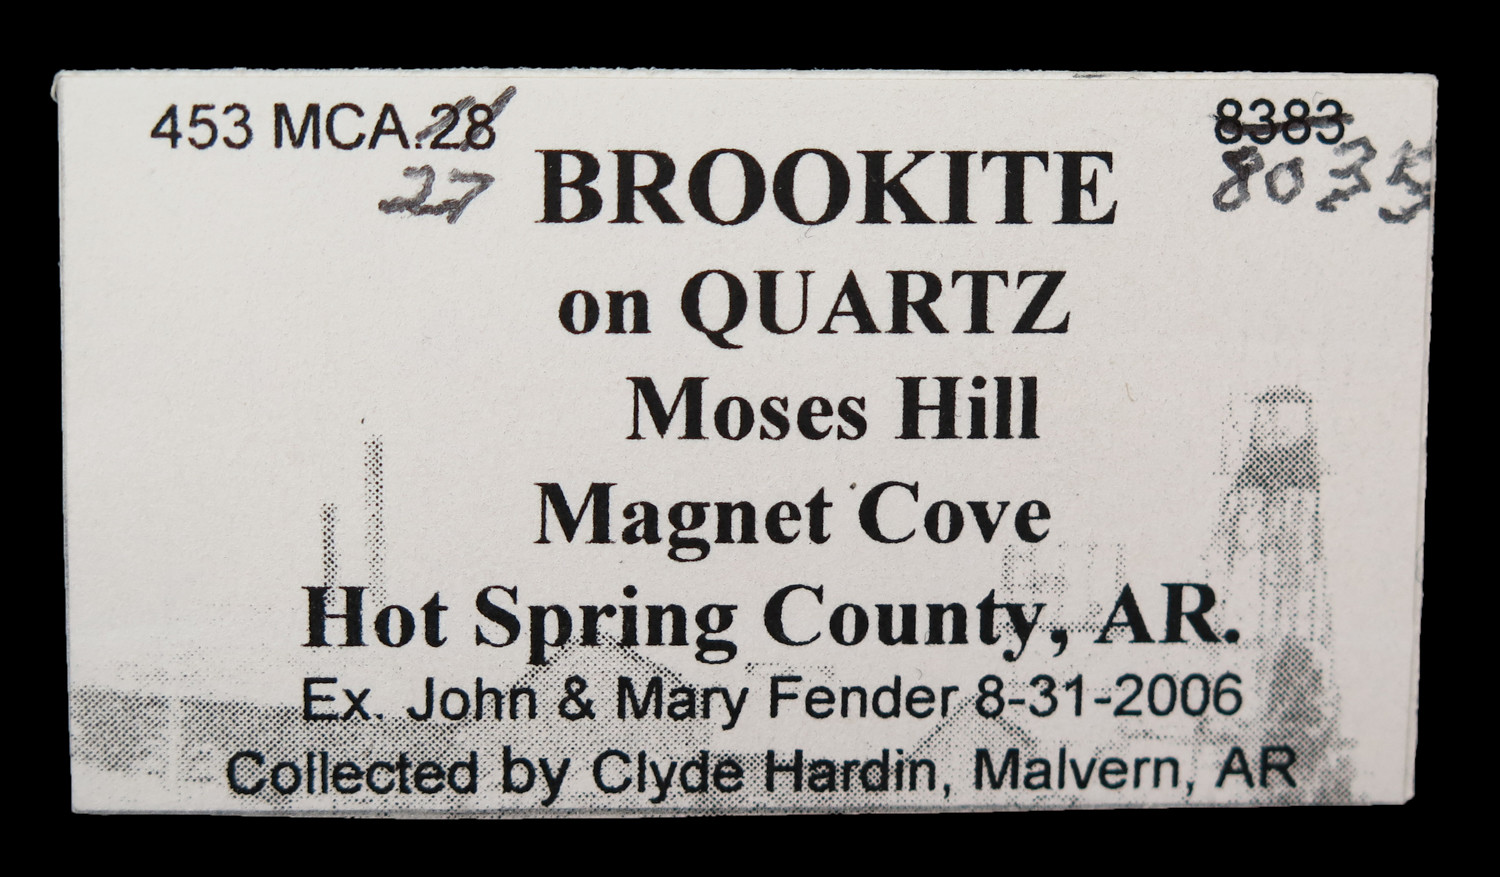 453 MCA.28 8383
27 8035
BROOKITE
on QUARTZ
Moses Hill
Magnet Cove
Hot Spring County, AR.
Ex. John & Mary Fender 8-31-2006
Collected by Clyde Hardin, Malvern, AR